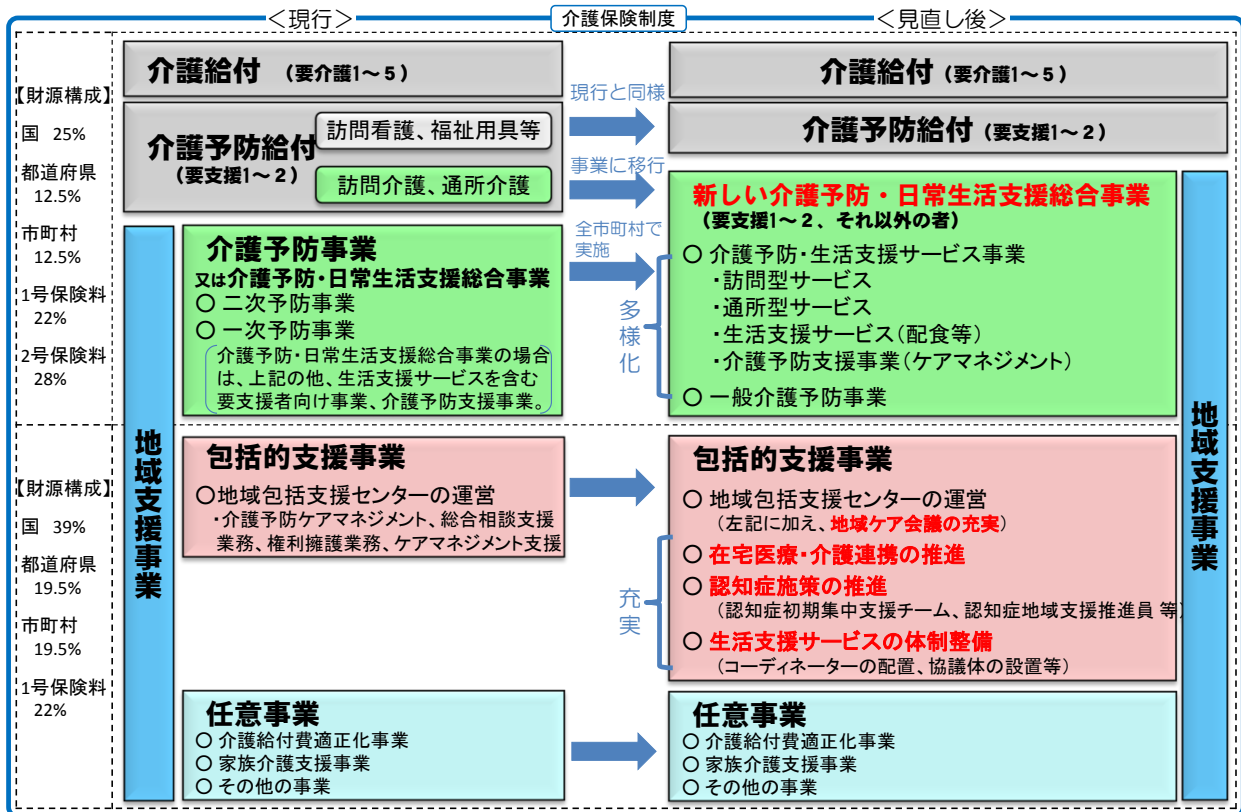 ＜現行＞
介護保険制度
＜見直し後＞
【財源構成】
国 25%
都道府県
12.5%
市町村
12.5%
1号保険料
22%
2号保険料
28%
【財源構成】
国 39%
都道府県
19.5%
市町村
19.5%
1号保険料
22%
介護給付 （要介護1～5）
介護予防給付
（要支援1～2）
訪問看護、福祉用具等
訪問介護、通所介護
地域支援事業
介護予防事業
又は介護予防・日常生活支援総合事業
○ 二次予防事業
○ 一次予防事業
介護予防・日常生活支援総合事業の場合
は、上記の他、生活支援サービスを含む
要支援者向け事業、介護予防支援事業。
包括的支援事業
○地域包括支援センターの運営
・介護予防ケアマネジメント、総合相談支援
業務、権利擁護業務、ケアマネジメント支援
任意事業
○ 介護給付費適正化事業
○ 家族介護支援事業
○ その他の事業
現行と同様
事業に移行
全市町村で
実施
多様化
充実
介護給付 （要介護1～5）
介護予防給付 （要支援1～2）
新しい介護予防・日常生活支援総合事業
（要支援1～2、それ以外の者）
○ 介護予防・生活支援サービス事業
・訪問型サービス
・通所型サービス
・生活支援サービス（配食等）
・介護予防支援事業（ケアマネジメント）
○ 一般介護予防事業
包括的支援事業
○ 地域包括支援センターの運営
（左記に加え、地域ケア会議の充実）
○ 在宅医療・介護連携の推進
○ 認知症施策の推進
（認知症初期集中支援チーム、認知症地域支援推進員 等）
○ 生活支援サービスの体制整備
（コーディネーターの配置、協議体の設置等）
任意事業
○ 介護給付費適正化事業
○ 家族介護支援事業
○ その他の事業
地域支援事業